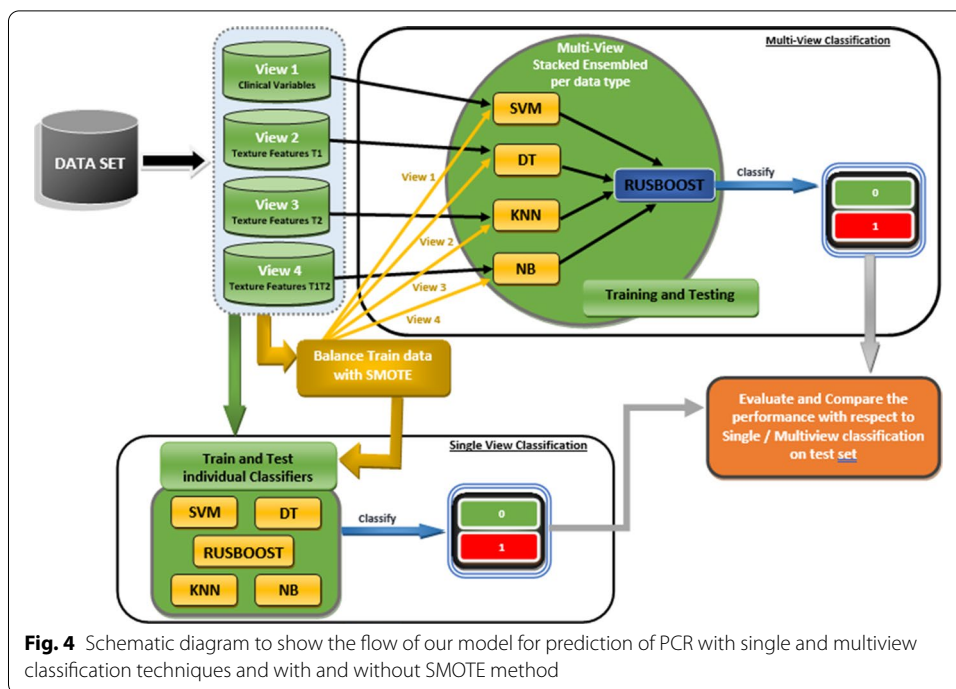 Multi-View Classification
View 1
Clinical Variables
View 2
Texture Features T1
View 3
Texture Features T2
View 4
Texture Features T1T2
DATA SET
Multi-View
Stacked Ensembled
per data type
SVM
DT
KNN
NB
RUSBOOST
View 1
View 2
View 3
View 4
Classify
0
1
Training and Testing
Balance Train data
with SMOTE
Evaluate and Compare the
performance with respect to
Single / Multiview classification
on test set
Single View Classification
Train and Test
individual Classifiers
SVM
DT
RUSBOOST
KNN
NB
Classify
0
1
Fig. 4 Schematic diagram to show the flow of our model for prediction of PCR with single and multiview
classification techniques and with and without SMOTE method